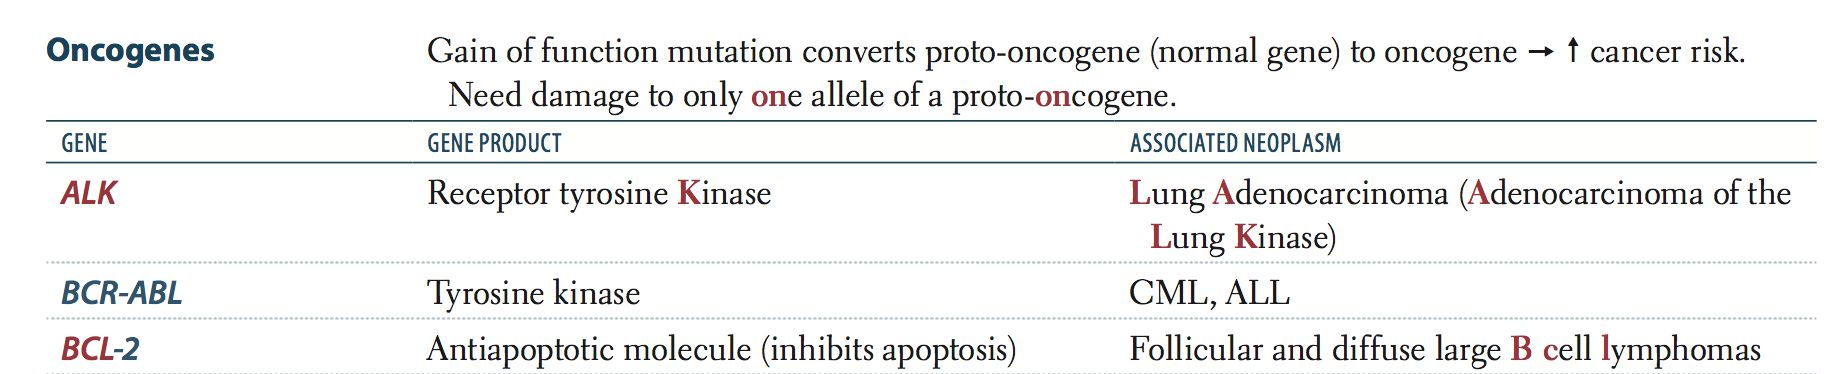 Oncogenes Gain of function mutation converts proto-oncogene (normal gene) to oncogene → ↑ cancer risk.
Need damage to only one allele of a proto-oncogene.
GENE GENE PRODUCT ASSOCIATED NEOPLASM
ALK Receptor tyrosine Kinase Lung Adenocarcinoma (Adenocarcinoma of the
Lung Kinase)
BCR-ABL Tyrosine kinase CML, ALL
BCL-2 Antiapoptotic molecule (inhibits apoptosis) Follicular and diffuse large B cell lymphomas